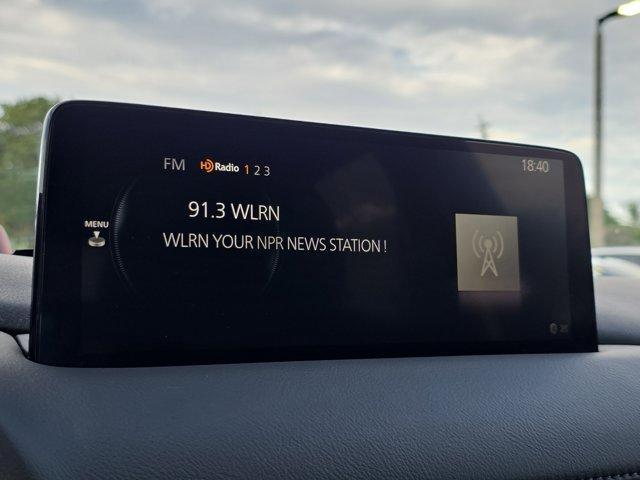 FM HD Radio 1 2 3 18:40
91.3 WLRN
MENU
WLRN YOUR NPR NEWS STATION !